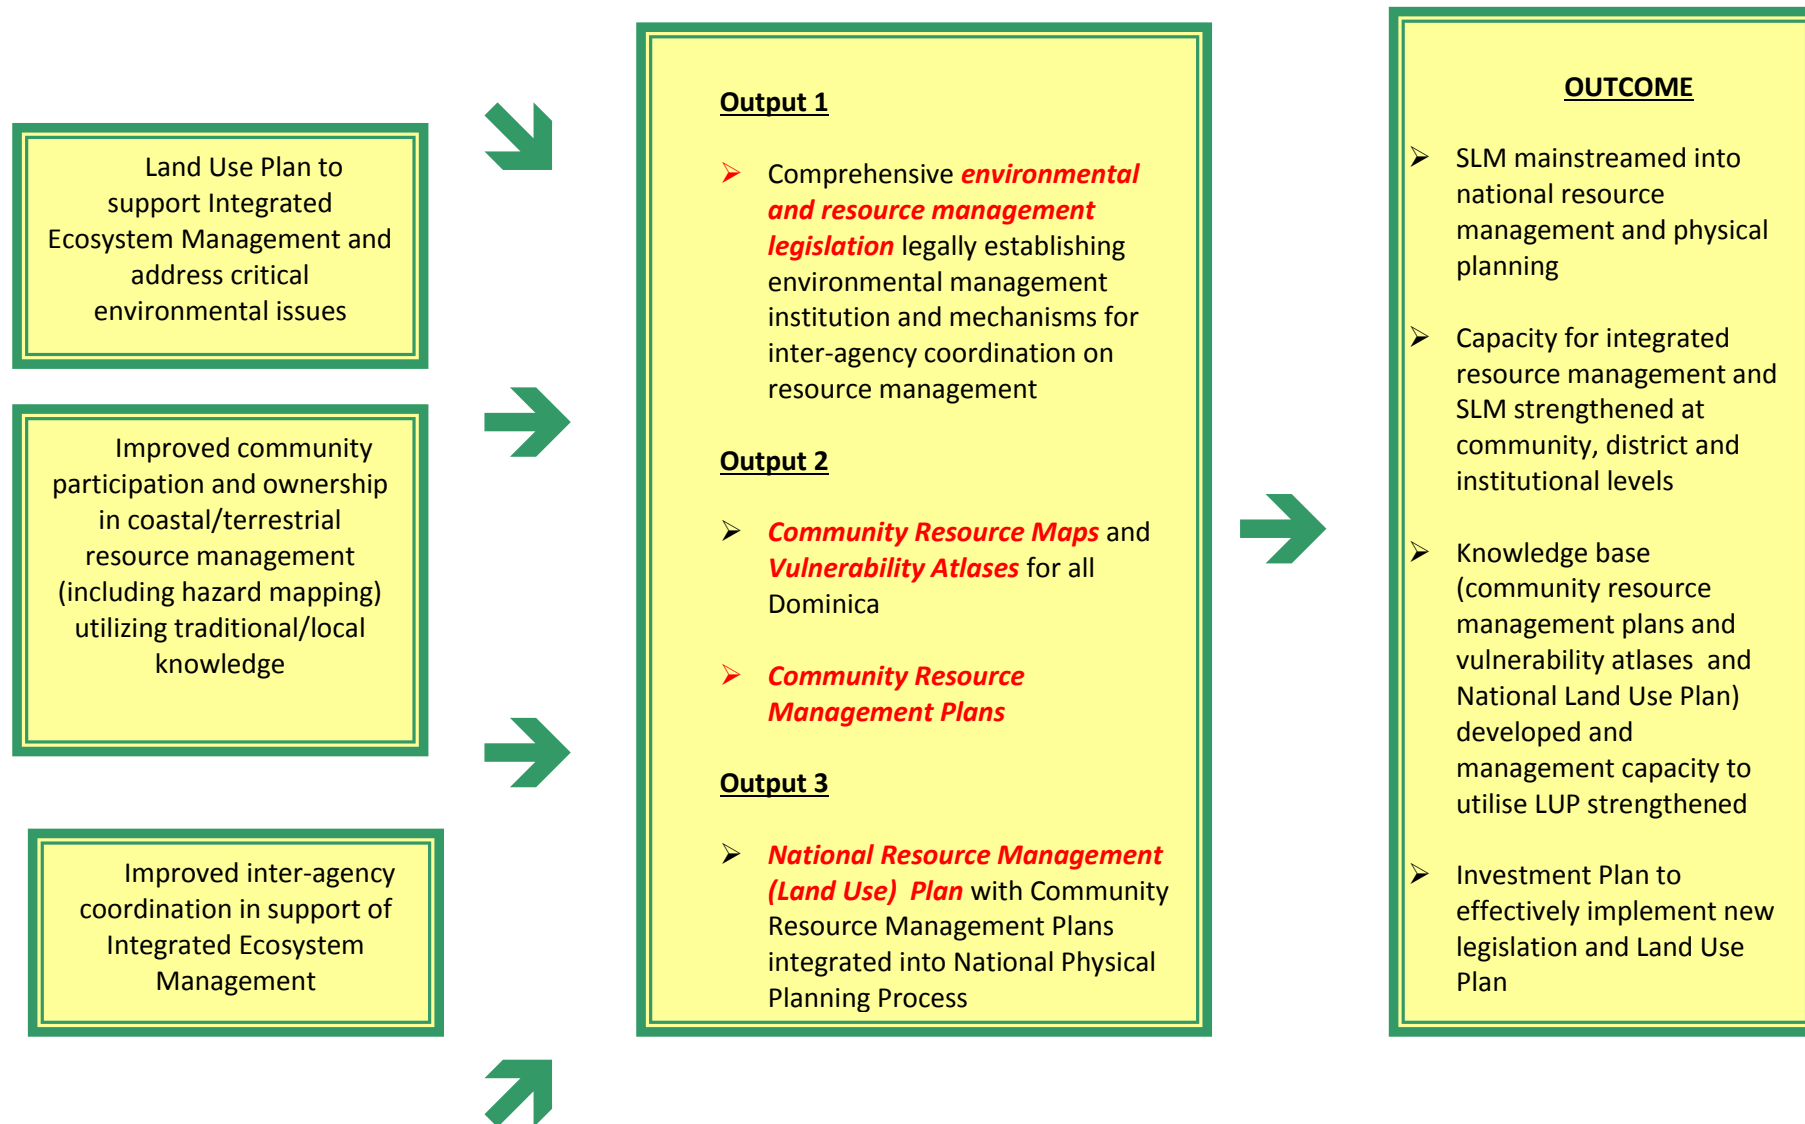 Land Use Plan to
support Integrated
Ecosystem Management and
address critical
environmental issues
Improved community
participation and ownership
in coastal/terrestrial
resource management
(including hazard mapping)
utilizing traditional/local
knowledge
Improved inter-agency
coordination in support of
Integrated Ecosystem
Management
Output 1
➢ Comprehensive environmental
and resource management
legislation legally establishing
environmental management
institution and mechanisms for
inter-agency coordination on
resource management
Output 2
➢ Community Resource Maps and
Vulnerability Atlases for all
Dominica
➢ Community Resource
Management Plans
Output 3
➢ National Resource Management
(Land Use) Plan with Community
Resource Management Plans
integrated into National Physical
Planning Process
OUTCOME
➢ SLM mainstreamed into
national resource
management and physical
planning
➢ Capacity for integrated
resource management and
SLM strengthened at
community, district and
institutional levels
➢ Knowledge base
(community resource
management plans and
vulnerability atlases and
National Land Use Plan)
developed and
management capacity to
utilise LUP strengthened
➢ Investment Plan to
effectively implement new
legislation and Land Use
Plan